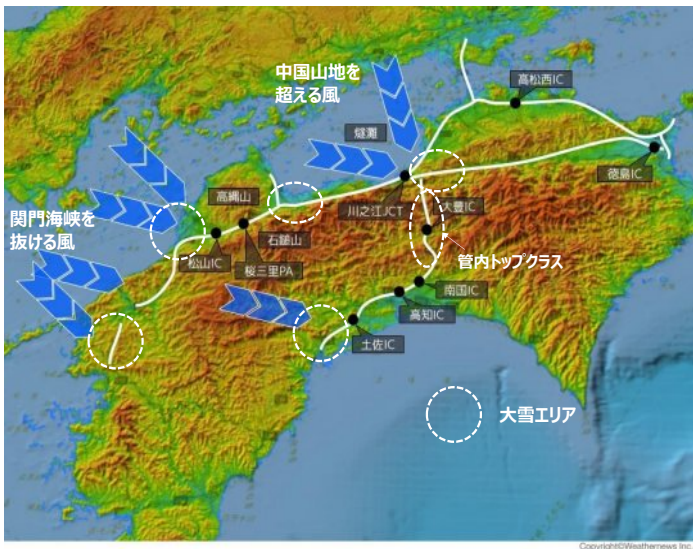 中国山地を
超える風
高松西IC
燧灘
徳島IC
高縄山
川之江JCT
大豊IC
関門海峡を
抜ける風
石鎚山
松山IC
桜三里PA
管内トップクラス
南国IC
高知IC
土佐IC
大雪エリア
Copyright©Weathernews Inc.